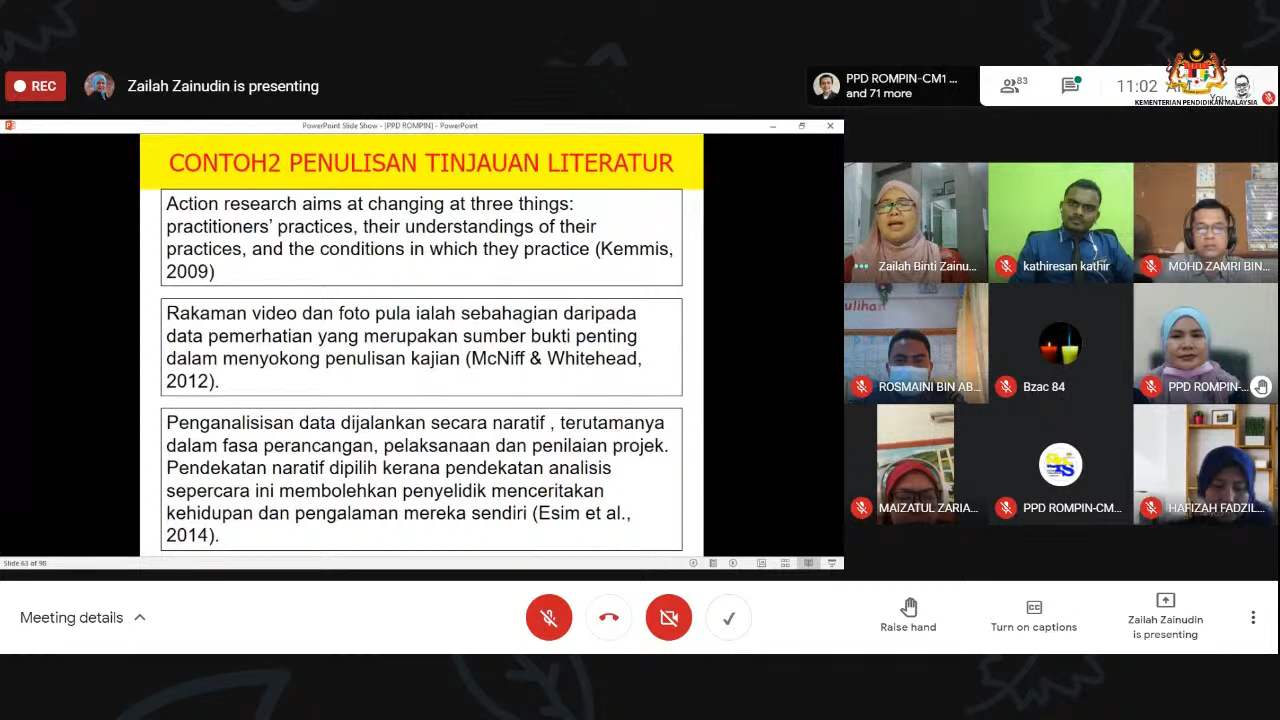 REC
Zailah Zainudin is presenting
PPD ROMPIN-CM1 ...
and 71 more
83
11:02 AM
You
KEMENTERIAN PENDIDIKAN MALAYSIA
PowerPoint Slide Show - [PPD ROMPIN] - PowerPoint
CONTOH2 PENULISAN TINJAUAN LITERATUR
Action research aims at changing at three things:
practitioners' practices, their understandings of their
practices, and the conditions in which they practice (Kemmis,
2009)
Rakaman video dan foto pula ialah sebahagian daripada
data pemerhatian yang merupakan sumber bukti penting
dalam menyokong penulisan kajian (McNiff & Whitehead,
2012).
Penganalisisan data dijalankan secara naratif , terutamanya
dalam fasa perancangan, pelaksanaan dan penilaian projek.
Pendekatan naratif dipilih kerana pendekatan analisis
sepercara ini membolehkan penyelidik menceritakan
kehidupan dan pengalaman mereka sendiri (Esim et al.,
2014).
Slide 63 of 98
Zailah Binti Zainu...
kathiresan kathir
MOHD ZAMRI BIN...
ROSMAINI BIN AB...
Bzac 84
PPD ROMPIN-...
MAIZATUL ZARIA...
PPD ROMPIN-CM...
HAFIZAH FADZIL...
Meeting details
Raise hand
Turn on captions
Zailah Zainudin
is presenting